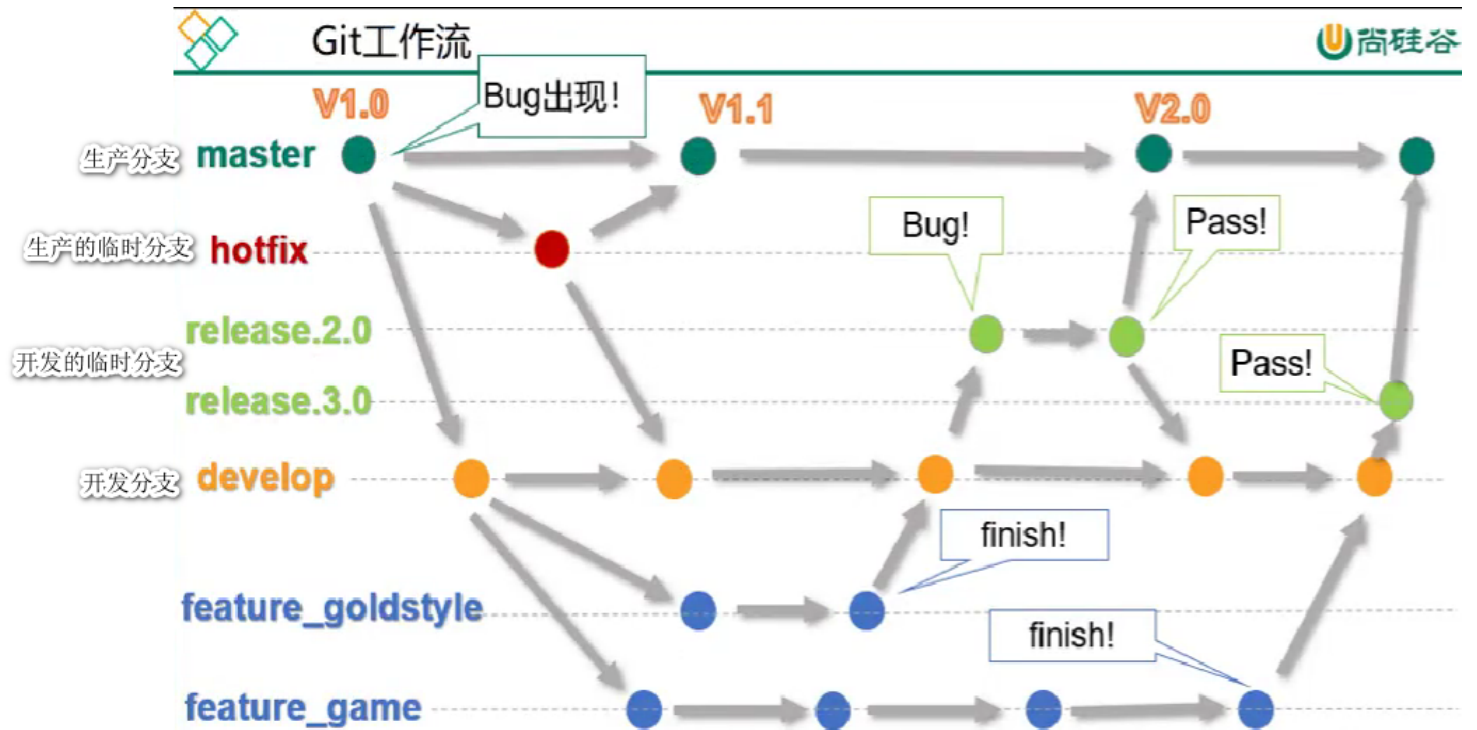 Git工作流
尚硅谷
V1.0
Bug出现!
V1.1
V2.0
生产分支 master
Bug!
Pass!
生产的临时分支 hotfix
release.2.0
开发的临时分支
Pass!
release.3.0
开发分支 develop
finish!
feature_goldstyle
finish!
feature_game